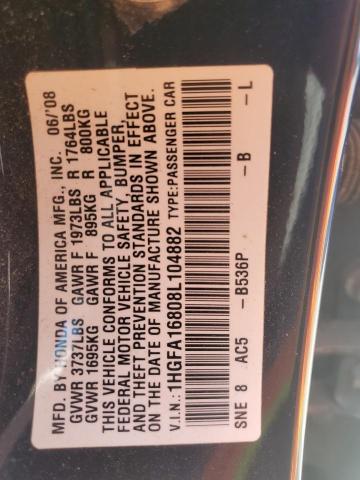 MFD. BY HONDA OF AMERICA MFG., INC. 06/'08
GVWR 3737LBS GAWR F 1973LBS R 1764LBS
GVWR 1695KG GAWR F 895KG R 800KG
THIS VEHICLE CONFORMS TO ALL APPLICABLE
FEDERAL MOTOR VEHICLE SAFETY, BUMPER,
AND THEFT PREVENTION STANDARDS IN EFFECT
ON THE DATE OF MANUFACTURE SHOWN ABOVE.
V.I.N.: 1HGFA16808L104882 TYPE:PASSENGER CAR
SNE 8 AC5 -B536P -B -L